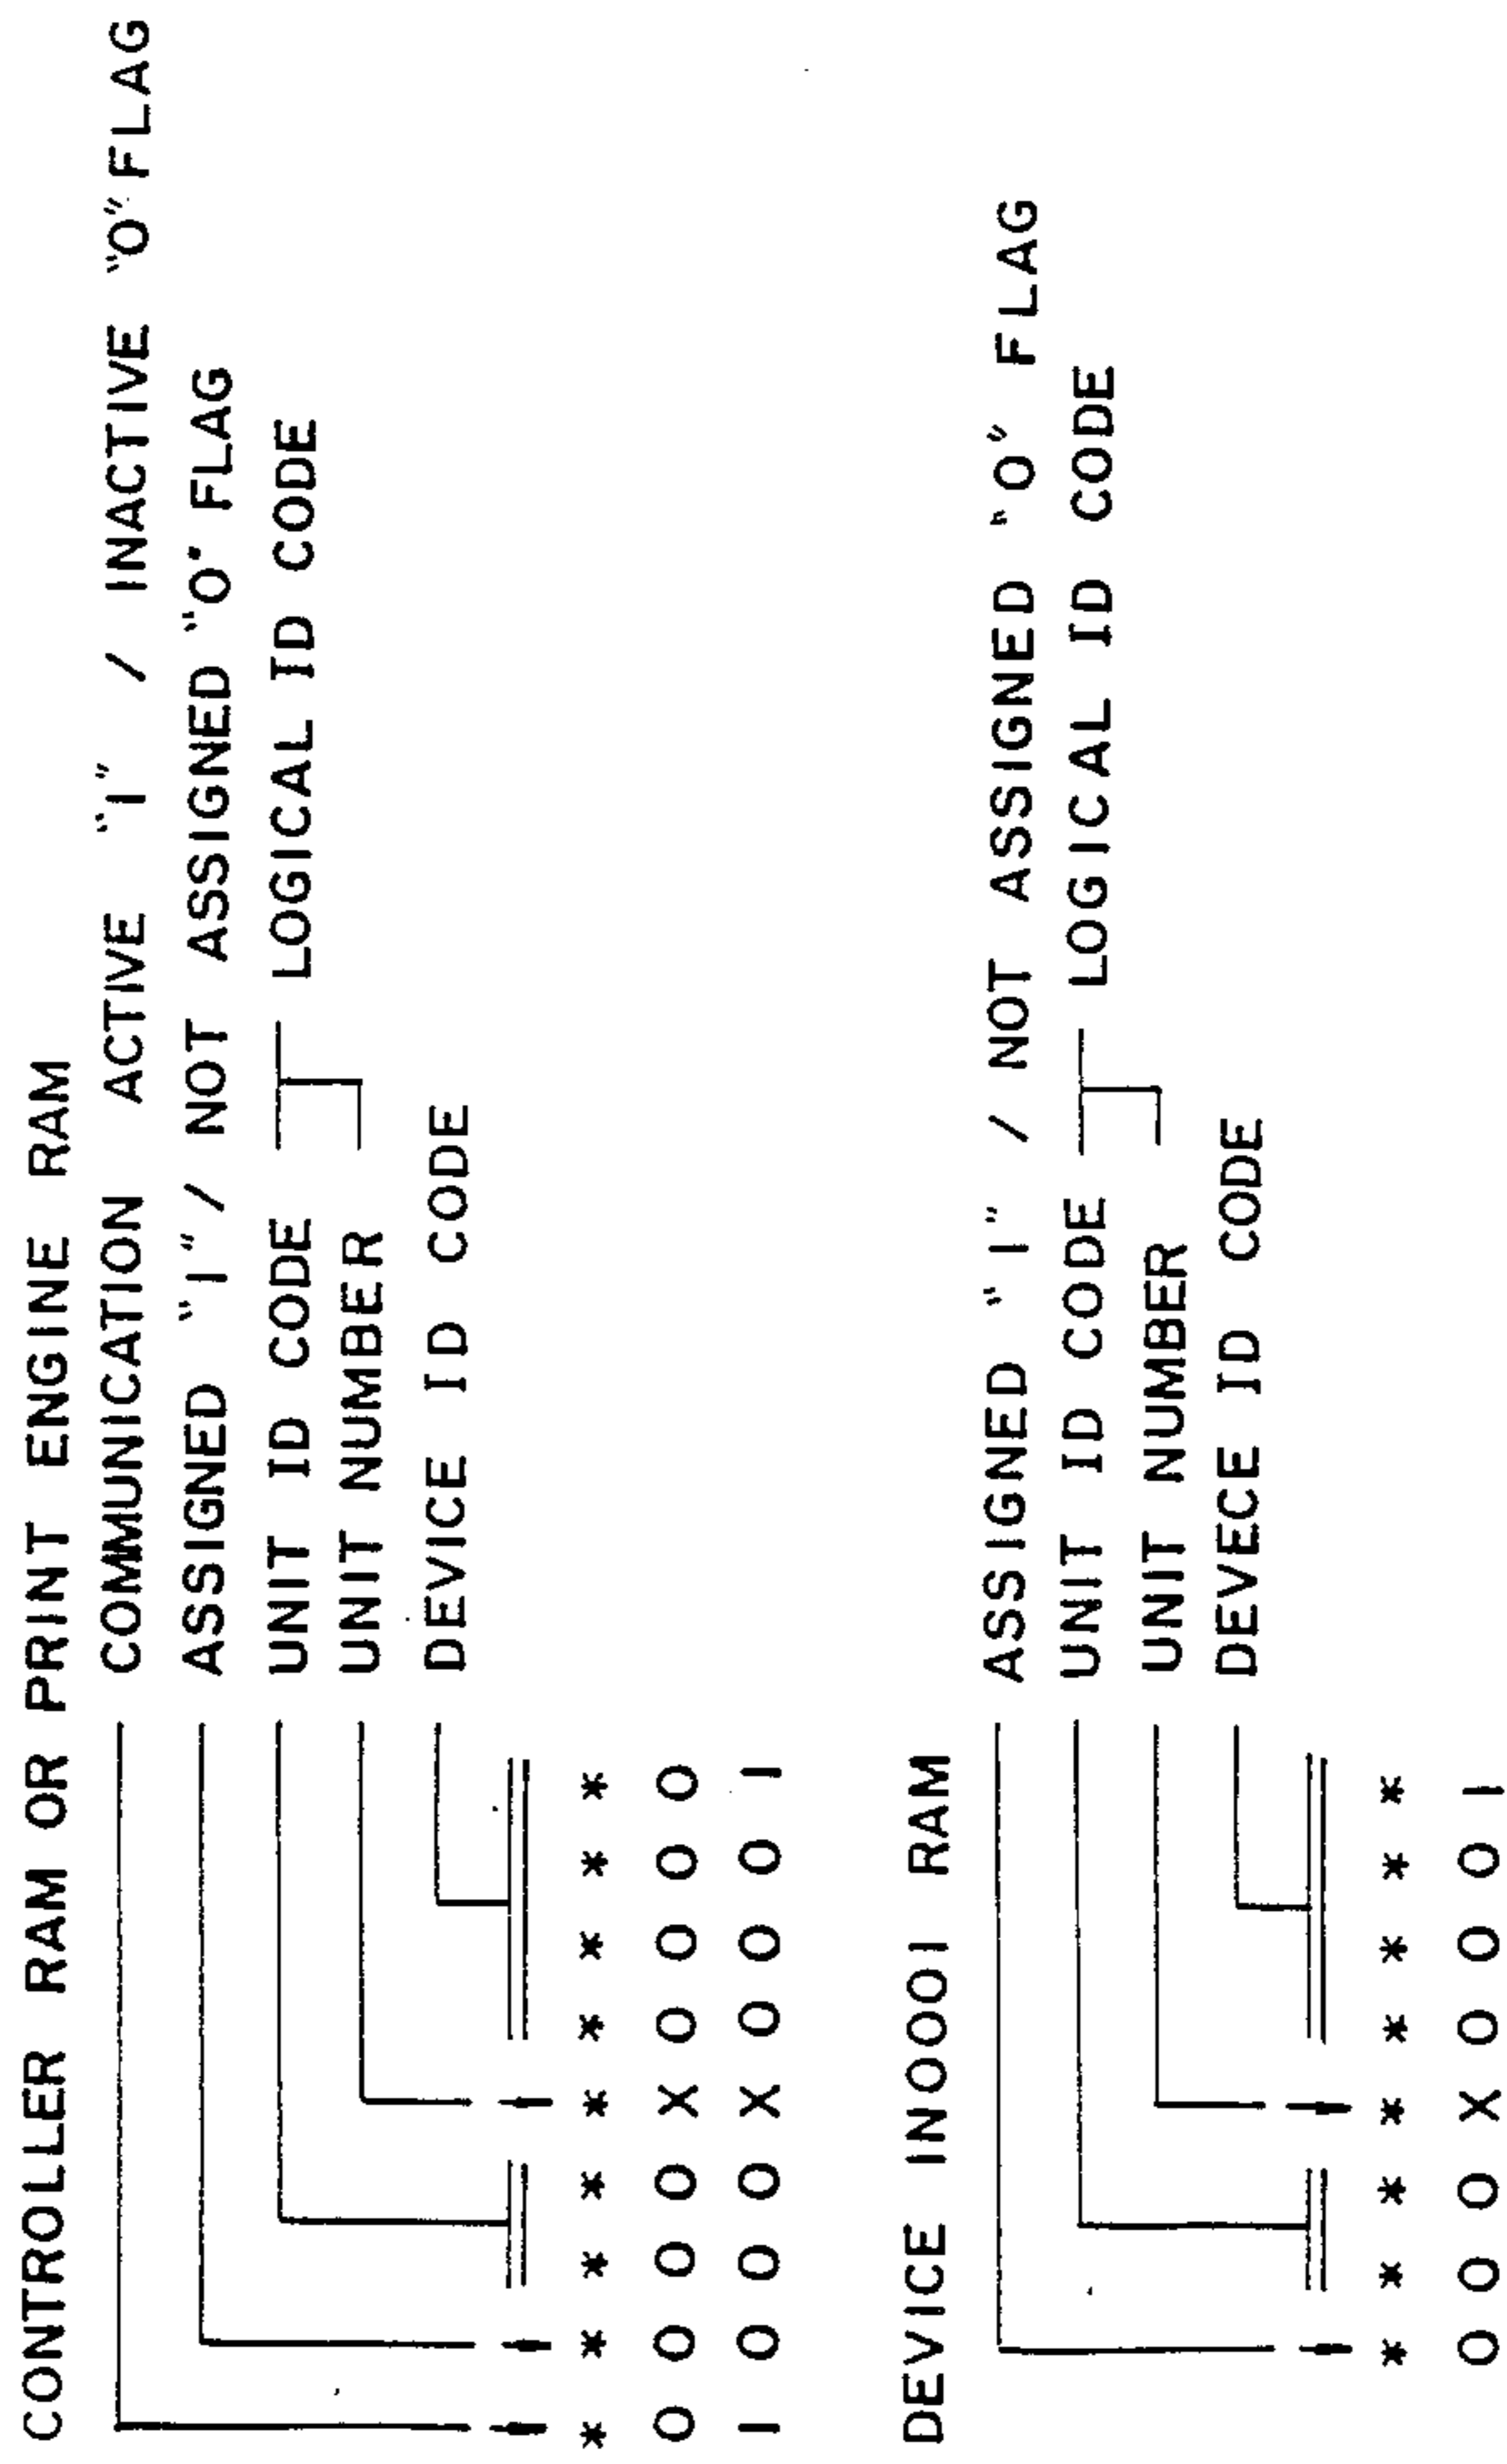 CONTROLLER RAM OR PRINT ENGINE RAM
COMMUNICATION ACTIVE "1" / INACTIVE "0" FLAG
ASSIGNED "1" / NOT ASSIGNED "0" FLAG
UNIT ID CODE LOGICAL ID CODE
UNIT NUMBER
DEVICE ID CODE
* * * * * * * * *
0 0 0 0 X 0 0 0 0
1 0 0 0 X 0 0 0 1
DEVICE IN0001 RAM
ASSIGNED "1" / NOT ASSIGNED "0" FLAG
UNIT ID CODE LOGICAL ID CODE
UNIT NUMBER
DEVECE ID CODE
* * * * * * * *
0 0 0 X 0 0 0 1